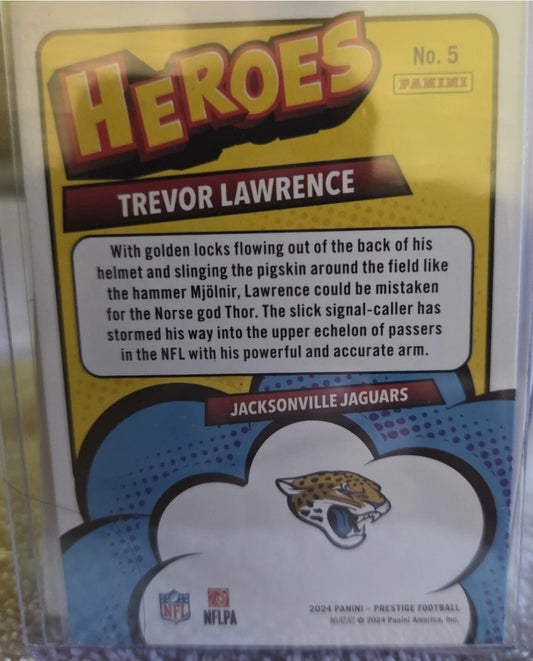 HEROES
No. 5
PANINI
TREVOR LAWRENCE
With golden locks flowing out of the back of his
helmet and slinging the pigskin around the field like
the hammer Mjölnir, Lawrence could be mistaken
for the Norse god Thor. The slick signal-caller has
stormed his way into the upper echelon of passers
in the NFL with his powerful and accurate arm.
JACKSONVILLE JAGUARS
NFL
NFLPA
2024 PANINI – PRESTIGE FOOTBALL
© 2024 Panini America, Inc.